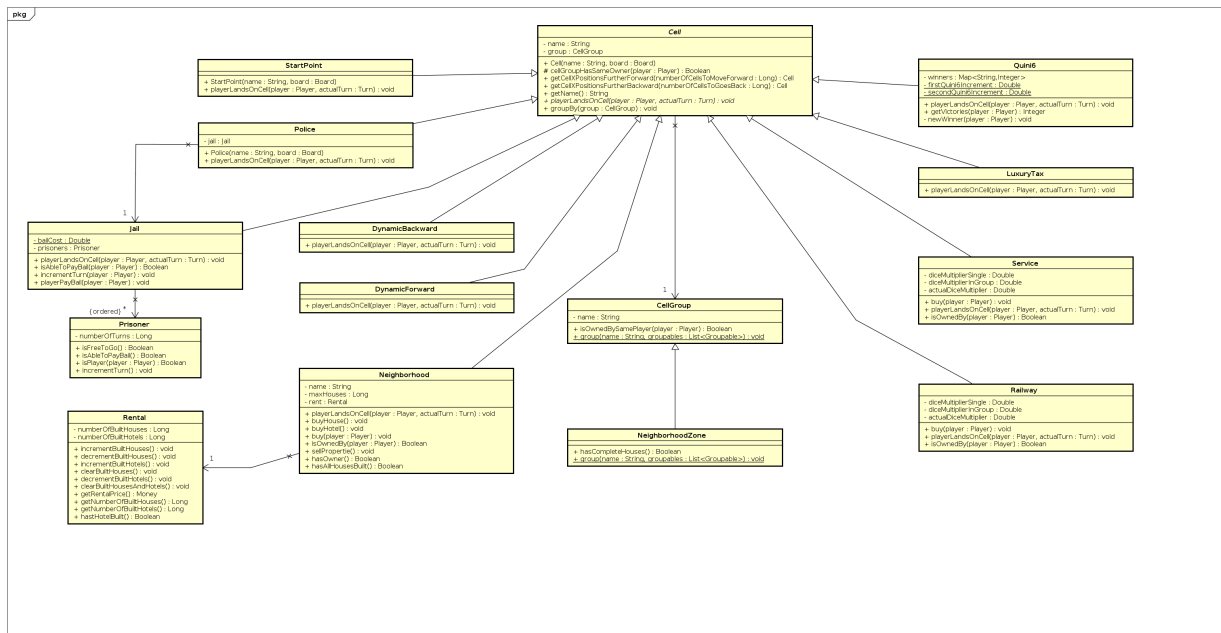 pkg
Cell
- name : String
- group : CellGroup
+ Cell(name : String, board : Board)
# cellGroupHasSameOwner(player : Player) : Boolean
+ getCellXPositionsFurtherForward(numberOfCellsToMoveForward : Long) : Cell
+ getCellXPositionsFurtherBackward(numberOfCellsToGoesBack : Long) : Cell
+ getName() : String
+ playerLandsOnCell(player : Player, actualTurn : Turn) : void
+ groupBy(group : CellGroup) : void
StartPoint
+ StartPoint(name : String, board : Board)
+ playerLandsOnCell(player : Player, actualTurn : Turn) : void
Quini6
- winners : Map<String,Integer>
- firstQuini6Increment : Double
- secondQuini6Increment : Double
+ playerLandsOnCell(player : Player, actualTurn : Turn) : void
+ getVictories(player : Player) : Integer
- newWinner(player : Player) : void
Police
- jail : Jail
+ Police(name : String, board : Board)
+ playerLandsOnCell(player : Player, actualTurn : Turn) : void
LuxuryTax
+ playerLandsOnCell(player : Player, actualTurn : Turn) : void
1
Jail
- bailCost : Double
- prisoners : Prisoner
+ playerLandsOnCell(player : Player, actualTurn : Turn) : void
+ isAbleToPayBail(player : Player) : Boolean
+ incrementTurn(player : Player) : void
+ playerPayBail(player : Player) : void
DynamicBackward
+ playerLandsOnCell(player : Player, actualTurn : Turn) : void
Service
- diceMultiplierSingle : Double
- diceMultiplierInGroup : Double
- actualDiceMultiplier : Double
+ buy(player : Player) : void
+ playerLandsOnCell(player : Player, actualTurn : Turn) : void
+ isOwnedBy(player : Player) : Boolean
DynamicForward
+ playerLandsOnCell(player : Player, actualTurn : Turn) : void
1
CellGroup
- name : String
+ isOwnedBySamePlayer(player : Player) : Boolean
+ group(name : String, groupables : List<Groupable>) : void
{ordered} *
Prisoner
- numberOfTurns : Long
+ isFreeToGo() : Boolean
+ isAbleToPayBail() : Boolean
+ isPlayer(player : Player) : Boolean
+ incrementTurn() : void
Neighborhood
- name : String
- maxHouses : Long
- rent : Rental
+ playerLandsOnCell(player : Player, actualTurn : Turn) : void
+ buyHouse() : void
+ buyHotel() : void
+ buy(player : Player) : void
+ isOwnedBy(player : Player) : Boolean
+ sellPropertie() : void
+ hasOwner() : Boolean
+ hasAllHousesBuilt() : Boolean
Railway
- diceMultiplierSingle : Double
- diceMultiplierInGroup : Double
- actualDiceMultiplier : Double
+ buy(player : Player) : void
+ playerLandsOnCell(player : Player, actualTurn : Turn) : void
+ isOwnedBy(player : Player) : Boolean
Rental
- numberOfBuiltHouses : Long
- numberOfBuiltHotels : Long
+ incrementBuiltHouses() : void
+ decrementBuiltHouses() : void
+ incrementBuiltHotels() : void
+ clearBuiltHouses() : void
+ decrementBuiltHotels() : void
+ clearBuiltHousesAndHotels() : void
+ getRentalPrice() : Money
+ getNumberOfBuiltHouses() : Long
+ getNumberOfBuiltHotels() : Long
+ hastHotelBuilt() : Boolean
1
NeighborhoodZone
+ hasCompleteHouses() : Boolean
+ group(name : String, groupables : List<Groupable>) : void